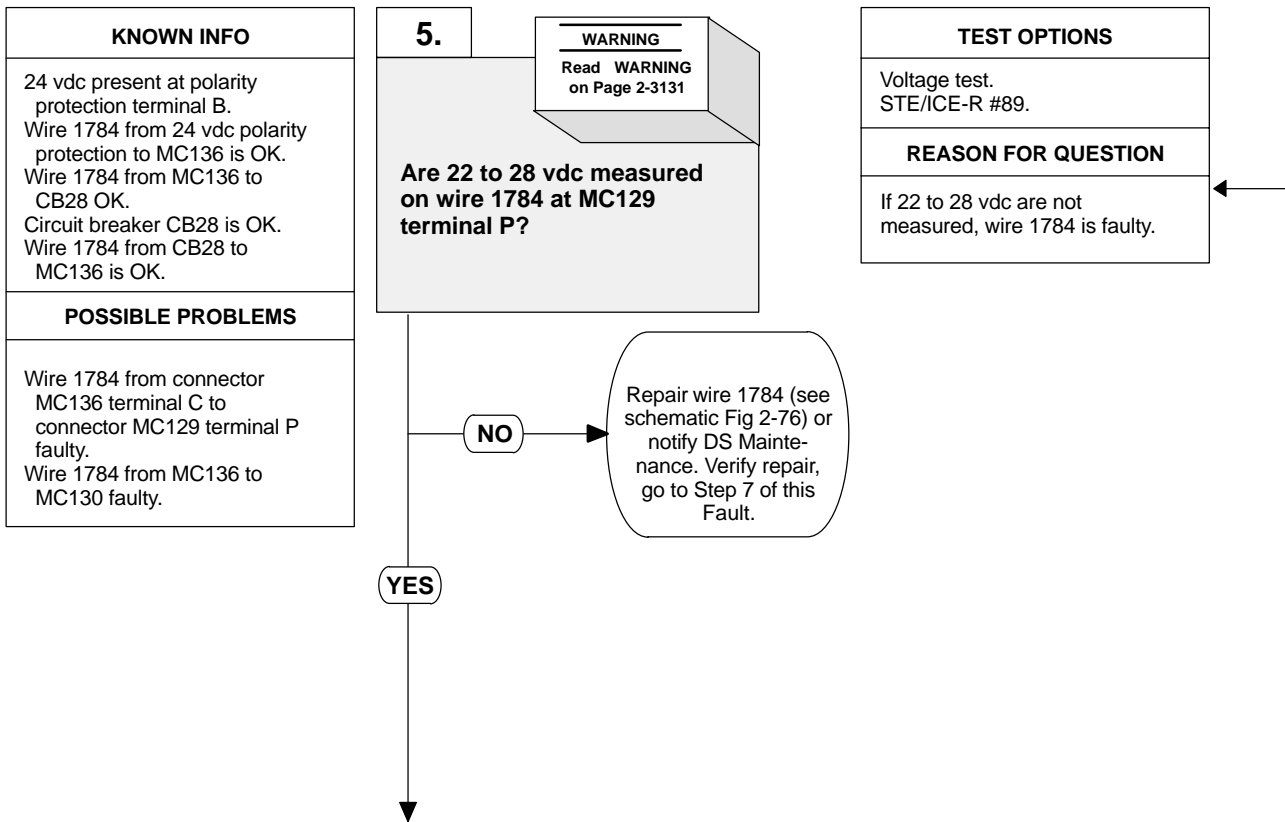 KNOWN INFO
24 vdc present at polarity
protection terminal B.
Wire 1784 from 24 vdc polarity
protection to MC136 is OK.
Wire 1784 from MC136 to
CB28 OK.
Circuit breaker CB28 is OK.
Wire 1784 from CB28 to
MC136 is OK.
POSSIBLE PROBLEMS
Wire 1784 from connector
MC136 terminal C to
connector MC129 terminal P
faulty.
Wire 1784 from MC136 to
MC130 faulty.
5.
WARNING
Read WARNING
on Page 2-3131
Are 22 to 28 vdc measured
on wire 1784 at MC129
terminal P?
NO
Repair wire 1784 (see
schematic Fig 2-76) or
notify DS Mainte-
nance. Verify repair,
go to Step 7 of this
Fault.
YES
TEST OPTIONS
Voltage test.
STE/ICE-R #89.
REASON FOR QUESTION
If 22 to 28 vdc are not
measured, wire 1784 is faulty.